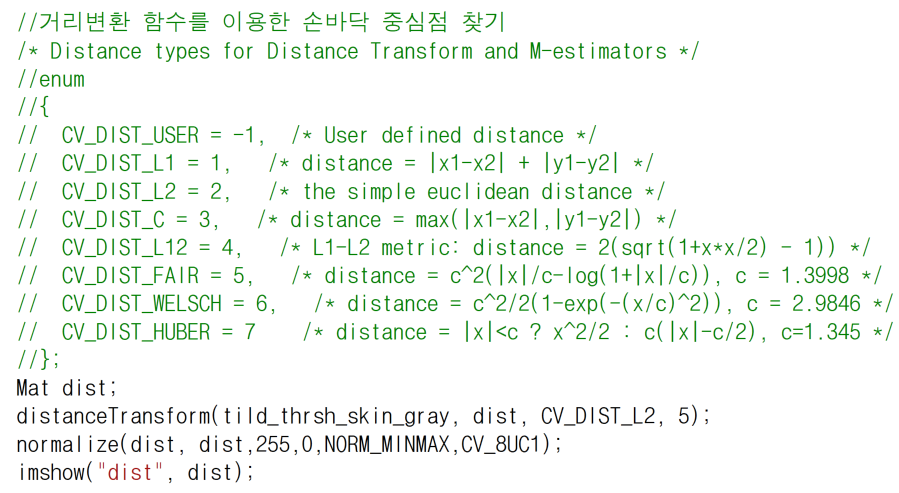 //거리변환 함수를 이용한 손바닥 중심점 찾기
/* Distance types for Distance Transform and M-estimators */
//enum
//{
//  CV_DIST_USER = -1,  /* User defined distance */
//  CV_DIST_L1 = 1,   /* distance = |x1-x2| + |y1-y2| */
//  CV_DIST_L2 = 2,   /* the simple euclidean distance */
//  CV_DIST_C = 3,   /* distance = max(|x1-x2|,|y1-y2|) */
//  CV_DIST_L12 = 4,   /* L1-L2 metric: distance = 2(sqrt(1+x*x/2) - 1)) */
//  CV_DIST_FAIR = 5,   /* distance = c^2(|x|/c-log(1+|x|/c)), c = 1.3998 */
//  CV_DIST_WELSCH = 6,   /* distance = c^2/2(1-exp(-(x/c)^2)), c = 2.9846 */
//  CV_DIST_HUBER = 7    /* distance = |x|<c ? x^2/2 : c(|x|-c/2), c=1.345 */
//};
Mat dist;
distanceTransform(tild_thrsh_skin_gray, dist, CV_DIST_L2, 5);
normalize(dist, dist,255,0,NORM_MINMAX,CV_8UC1);
imshow("dist", dist);